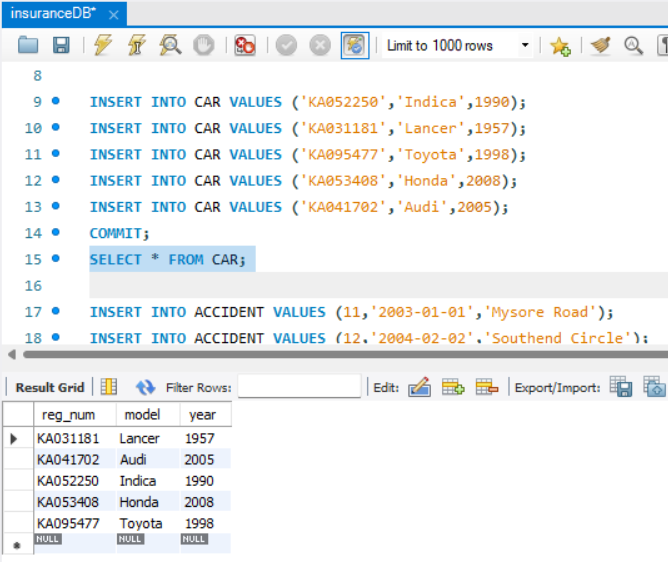 insuranceDB* ×
Limit to 1000 rows
8
9 INSERT INTO CAR VALUES ('KA052250','Indica',1990);
10 INSERT INTO CAR VALUES ('KA031181','Lancer',1957);
11 INSERT INTO CAR VALUES ('KA095477','Toyota',1998);
12 INSERT INTO CAR VALUES ('KA053408','Honda',2008);
13 INSERT INTO CAR VALUES ('KA041702','Audi',2005);
14 COMMIT;
15 SELECT * FROM CAR;
16
17 INSERT INTO ACCIDENT VALUES (11,'2003-01-01','Mysore Road');
18 INSERT INTO ACCIDENT VALUES (12,'2004-02-02','Southend Circle');
Result Grid Filter Rows: Edit: Export/Import:
reg_num model year
KA031181 Lancer 1957
KA041702 Audi 2005
KA052250 Indica 1990
KA053408 Honda 2008
KA095477 Toyota 1998
NULL NULL NULL